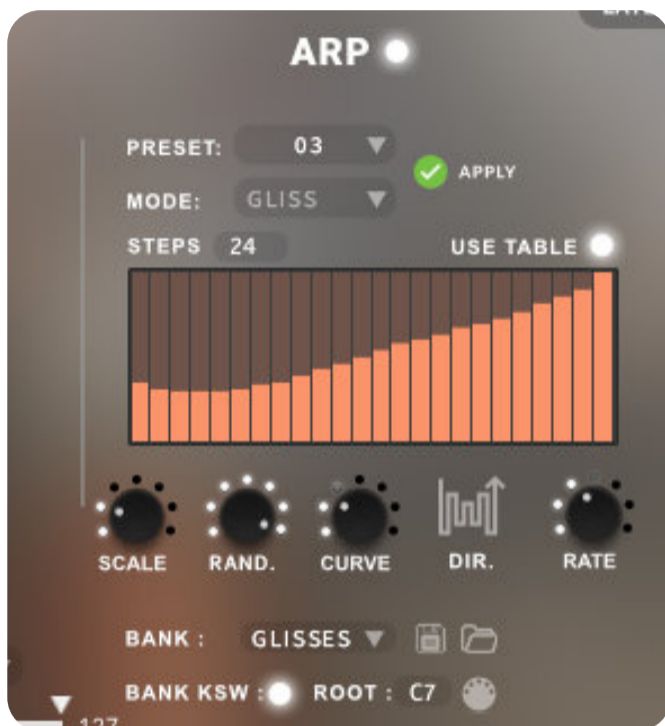 ARP
PRESET: 03
APPLY
MODE: GLISS
STEPS 24 USE TABLE
SCALE RAND. CURVE DIR. RATE
BANK : GLISSES
BANK KSW : ROOT : C7
127